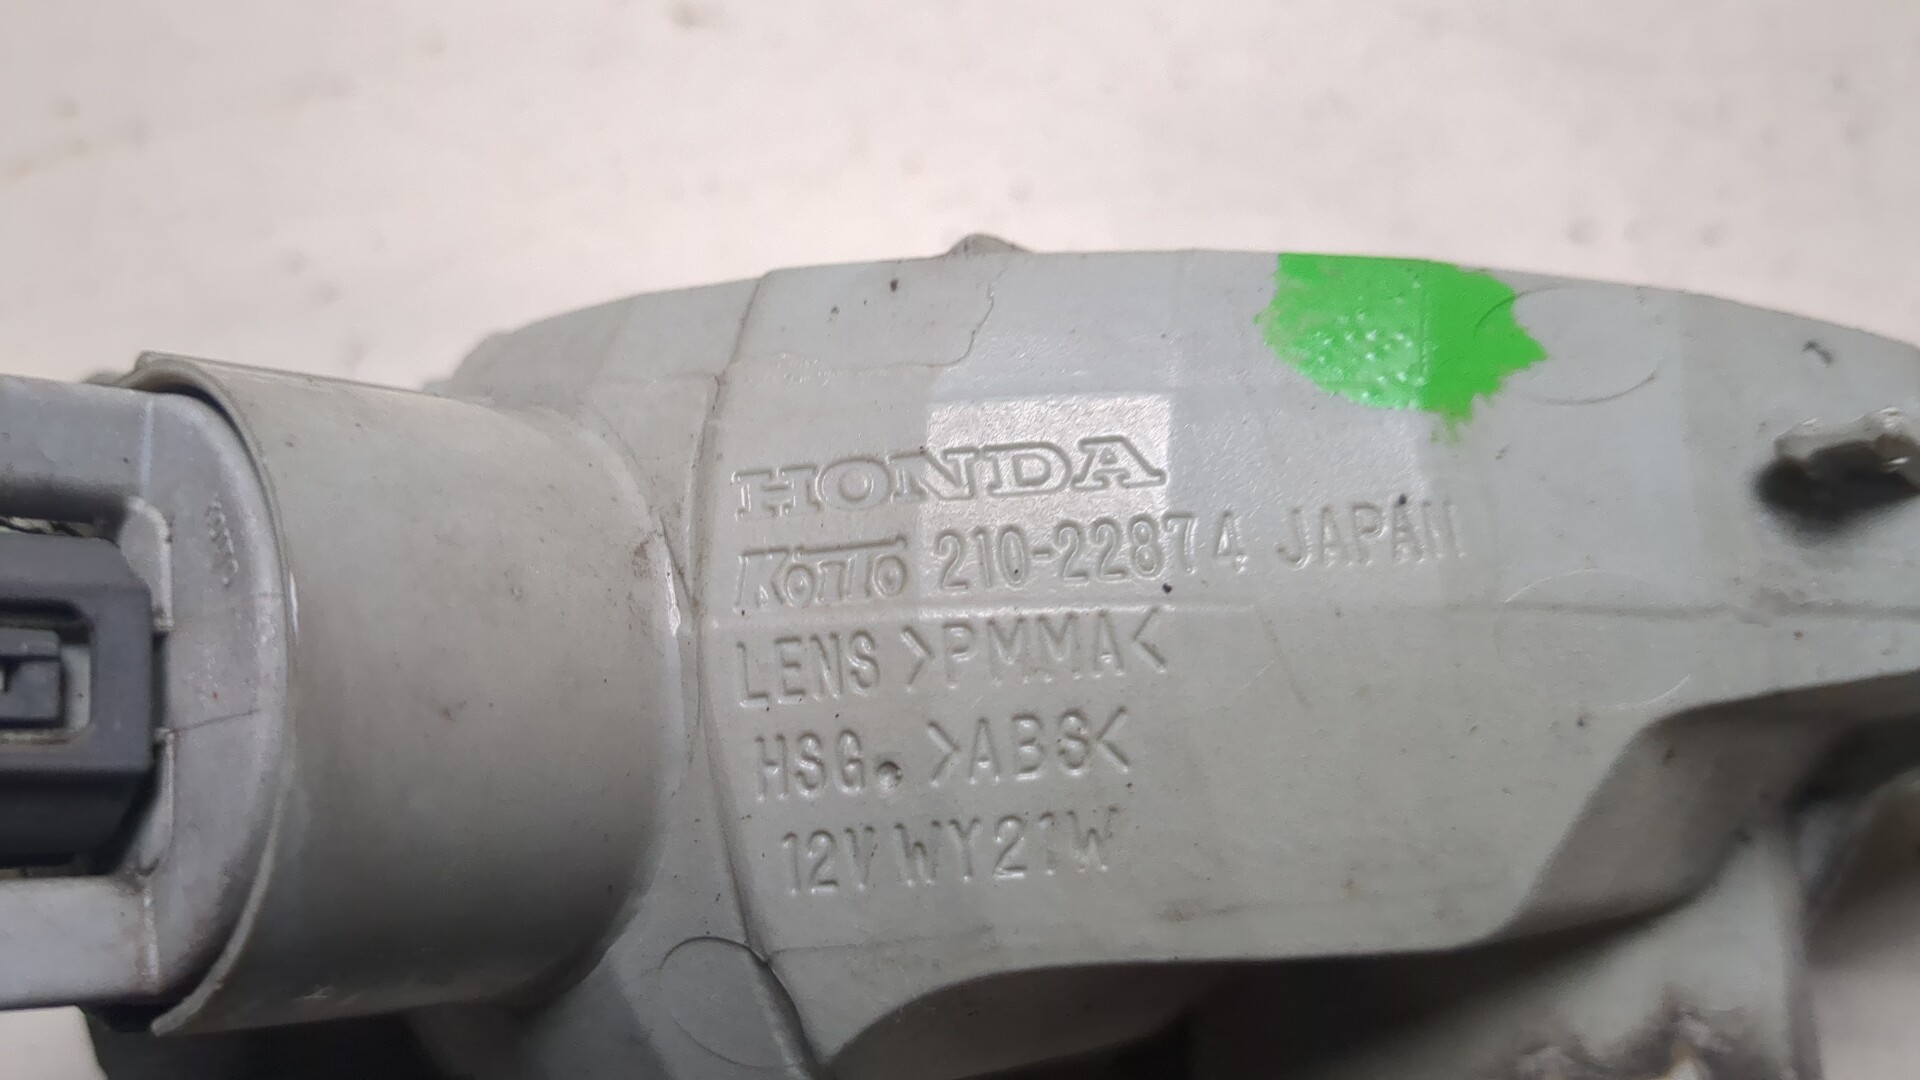 HONDA
KOITO 210-22874 JAPAN
LENS >PMMA<
HSG. >ABS<
12V WY21W